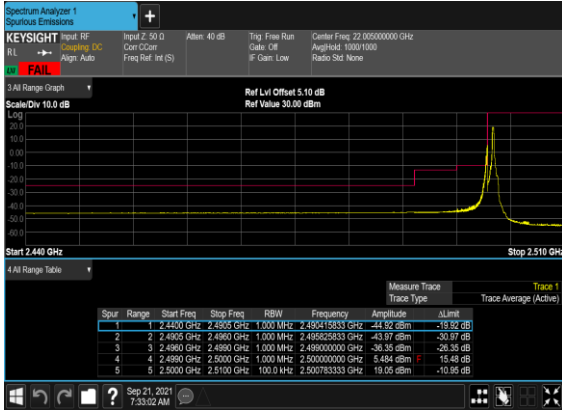 Spectrum Analyzer 1
Spurious Emissions
+
KEYSIGHT Input: RF Input Z: 50 Ω Atten: 40 dB Trig: Free Run Center Freq: 22.005000000 GHz
RL Coupling: DC Corr CCorr Gate: Off Avg|Hold: 1000/1000
Align: Auto Freq Ref: Int (S) IF Gain: Low Radio Std: None
FAIL
3 All Range Graph
Ref Lvl Offset 5.10 dB
Scale/Div 10.0 dB Ref Value 30.00 dBm
Log
20.0
10.0
0.00
-10.0
-20.0
-30.0
-40.0
-50.0
-60.0
Start 2.440 GHz Stop 2.510 GHz
4 All Range Table
Measure Trace Trace 1
Trace Type Trace Average (Active)
Spur Range Start Freq Stop Freq RBW Frequency Amplitude ΔLimit
1 1 2.4400 GHz 2.4905 GHz 1.000 MHz 2.490415833 GHz -44.92 dBm -19.92 dB
2 2 2.4905 GHz 2.4960 GHz 1.000 MHz 2.495825833 GHz -43.97 dBm -30.97 dB
3 3 2.4960 GHz 2.4990 GHz 1.000 MHz 2.499000000 GHz -36.35 dBm -26.35 dB
4 4 2.4990 GHz 2.5000 GHz 1.000 MHz 2.500000000 GHz 5.484 dBm F 15.48 dB
5 5 2.5000 GHz 2.5100 GHz 100.0 kHz 2.500783333 GHz 19.05 dBm -10.95 dB
Sep 21, 2021
7:33:02 AM